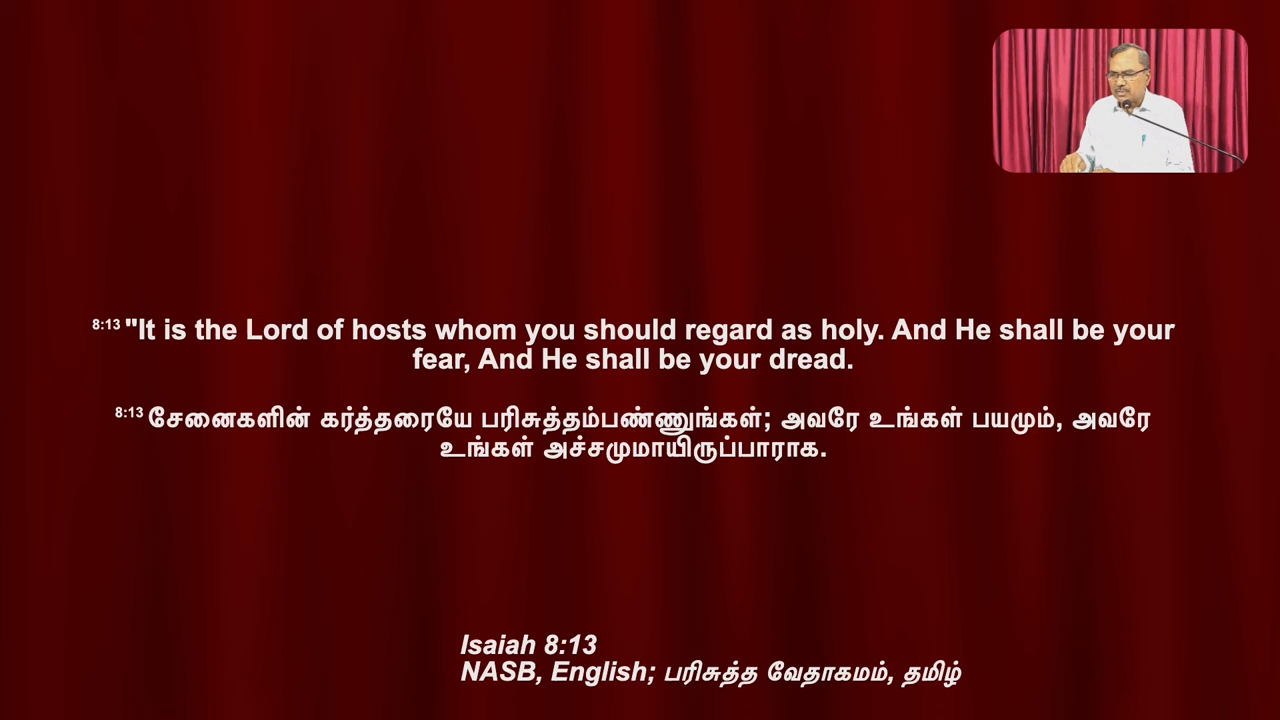 8:13 "It is the Lord of hosts whom you should regard as holy. And He shall be your
fear, And He shall be your dread.
8:13 சேனைகளின் கர்த்தரையே பரிசுத்தம்பண்ணுங்கள்; அவரே உங்கள் பயமும், அவரே
உங்கள் அச்சமுமாயிருப்பாராக.
Isaiah 8:13
NASB, English; பரிசுத்த வேதாகமம், தமிழ்